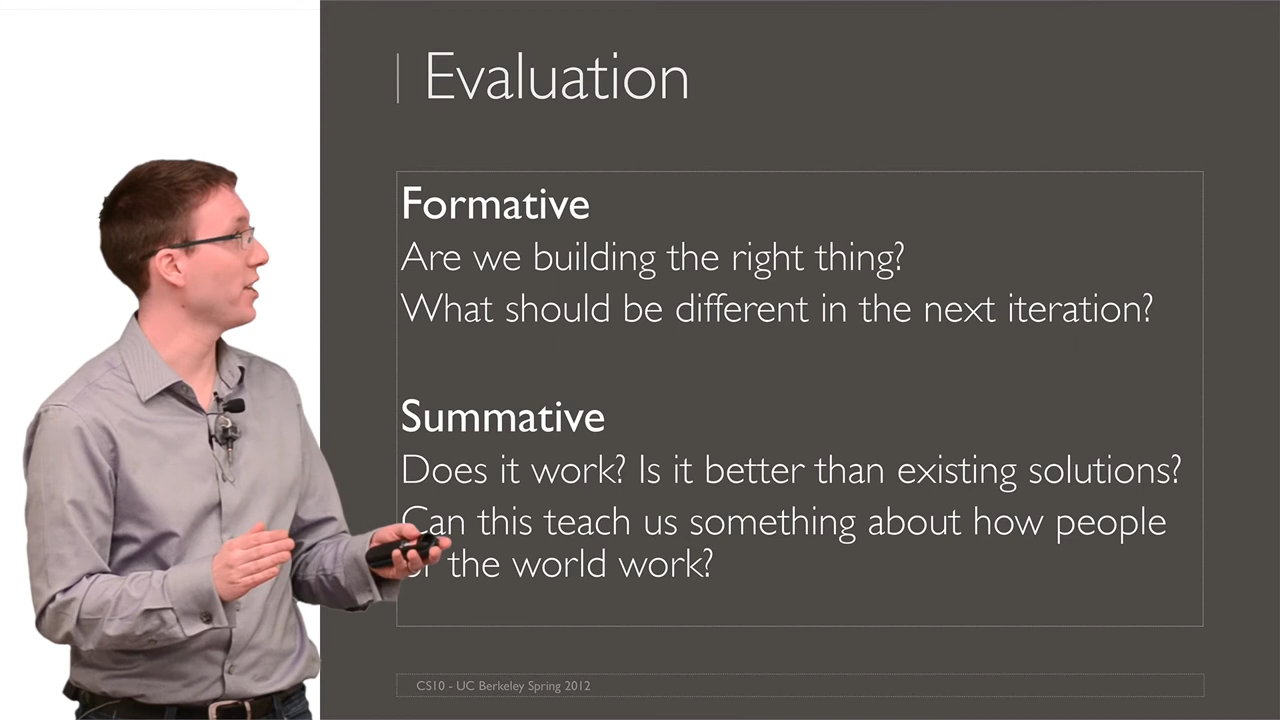 Evaluation
Formative
Are we building the right thing?
What should be different in the next iteration?
Summative
Does it work? Is it better than existing solutions?
Can this teach us something about how people
or the world work?
CS10 - UC Berkeley Spring 2012